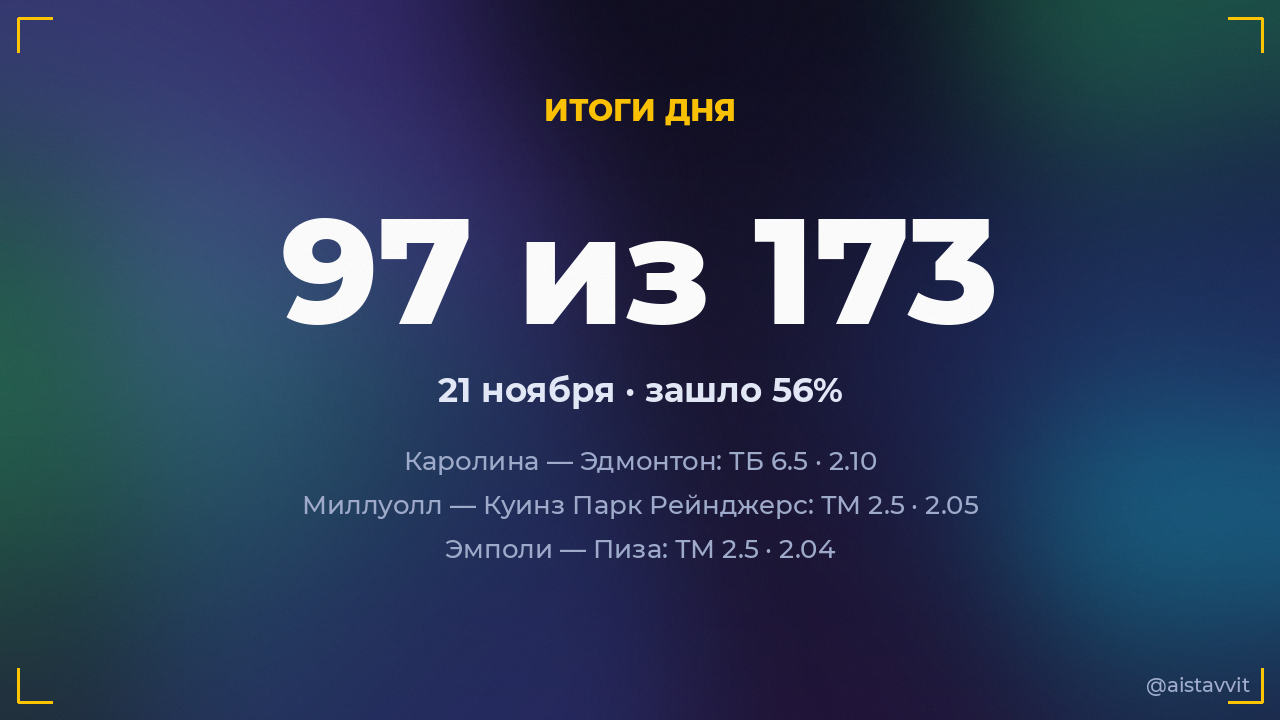 ИТОГИ ДНЯ
97 из 173
21 ноября · зашло 56%
Каролина — Эдмонтон: ТБ 6.5 · 2.10
Миллуолл — Куинз Парк Рейнджерс: ТМ 2.5 · 2.05
Эмполи — Пиза: ТМ 2.5 · 2.04
@aistavvit